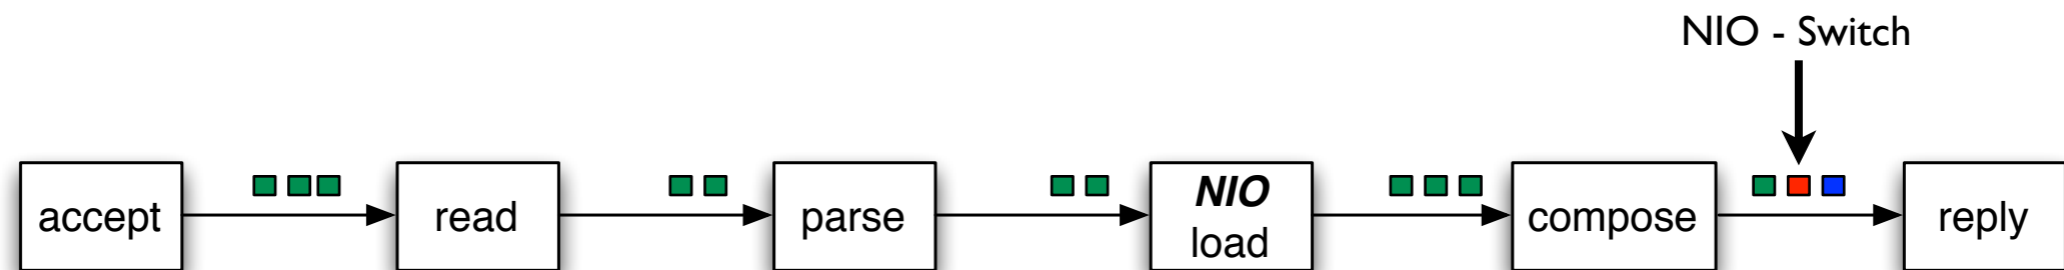 NIO - Switch
accept
read
parse
NIO
load
compose
reply